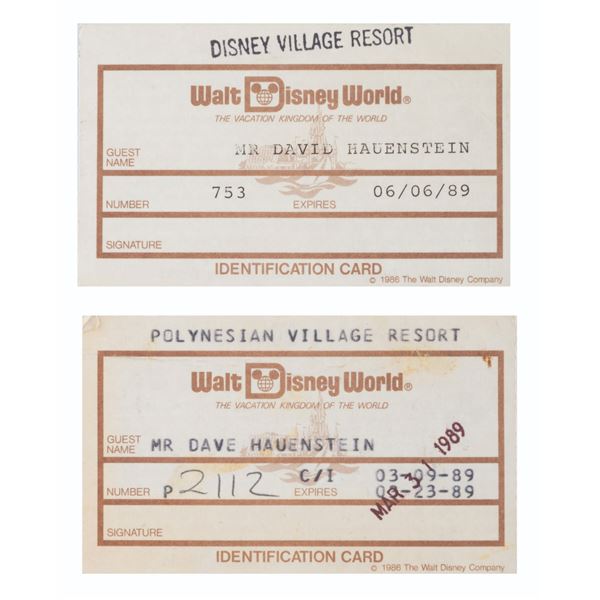 DISNEY VILLAGE RESORT
Walt Disney World®
THE VACATION KINGDOM OF THE WORLD
GUEST NAME MR DAVID HAUENSTEIN
NUMBER 753 EXPIRES 06/06/89
SIGNATURE
IDENTIFICATION CARD
© 1986 The Walt Disney Company
POLYNESIAN VILLAGE RESORT
Walt Disney World®
THE VACATION KINGDOM OF THE WORLD
GUEST NAME MR DAVE HAUENSTEIN
C/I 03-09-89
NUMBER P 2112 EXPIRES 03-23-89
MAR 31 1989
SIGNATURE
IDENTIFICATION CARD
© 1986 The Walt Disney Company